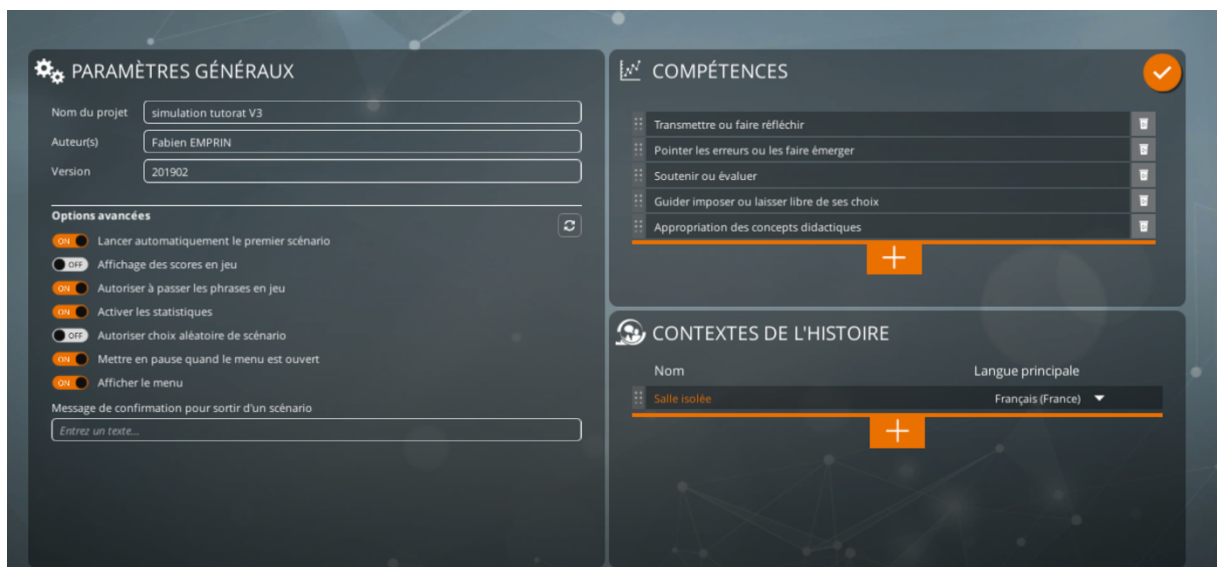 PARAMÈTRES GÉNÉRAUX
Nom du projet simulation tutorat V3
Auteur(s) Fabien EMPRIN
Version 201902
Options avancées
ON Lancer automatiquement le premier scénario
OFF Affichage des scores en jeu
ON Autoriser à passer les phrases en jeu
ON Activer les statistiques
OFF Autoriser choix aléatoire de scénario
ON Mettre en pause quand le menu est ouvert
ON Afficher le menu
Message de confirmation pour sortir d'un scénario
Entrez un texte...
COMPÉTENCES
Transmettre ou faire réfléchir
Pointer les erreurs ou les faire émerger
Soutenir ou évaluer
Guider imposer ou laisser libre de ses choix
Appropriation des concepts didactiques
CONTEXTES DE L'HISTOIRE
Nom Langue principale
Salle isolée Français (France)